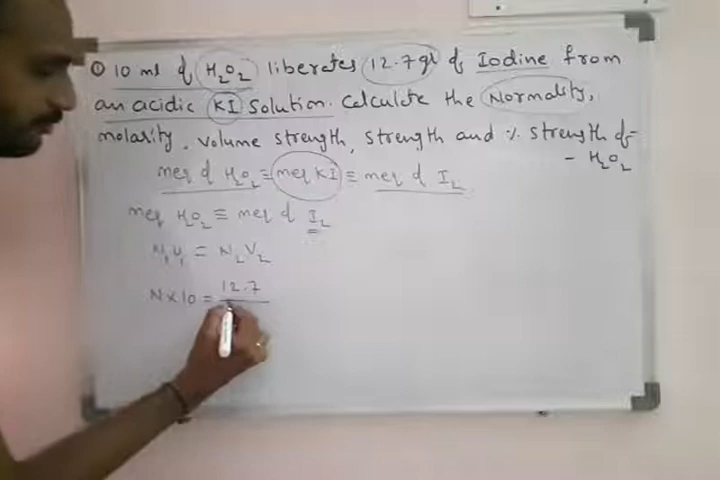 ① 10 ml of H₂O₂ liberates 12.7gr of Iodine from
an acidic KI solution. Calculate the Normality,
molarity, volume strength, strength and % strength of
- H₂O₂
meq of H₂O₂ ≡ meq KI ≡ meq of I₂
meq H₂O₂ ≡ meq of I₂
N₁V₁ = N₂V₂
N×10 = 12.7